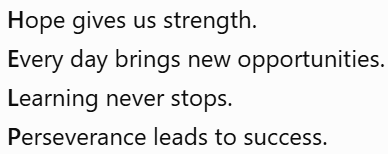 Hope gives us strength.
Every day brings new opportunities.
Learning never stops.
Perseverance leads to success.